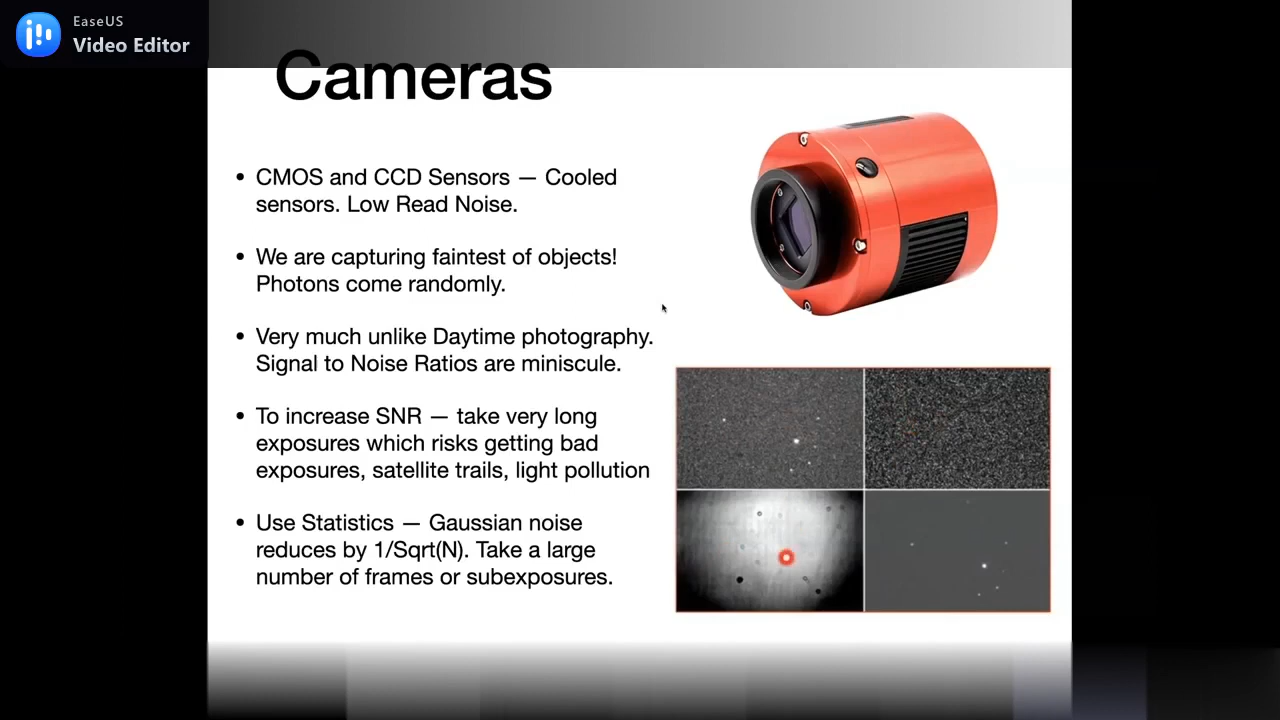 EaseUS
Video Editor
Cameras
• CMOS and CCD Sensors — Cooled
sensors. Low Read Noise.
• We are capturing faintest of objects!
Photons come randomly.
• Very much unlike Daytime photography.
Signal to Noise Ratios are miniscule.
• To increase SNR — take very long
exposures which risks getting bad
exposures, satellite trails, light pollution
• Use Statistics — Gaussian noise
reduces by 1/Sqrt(N). Take a large
number of frames or subexposures.